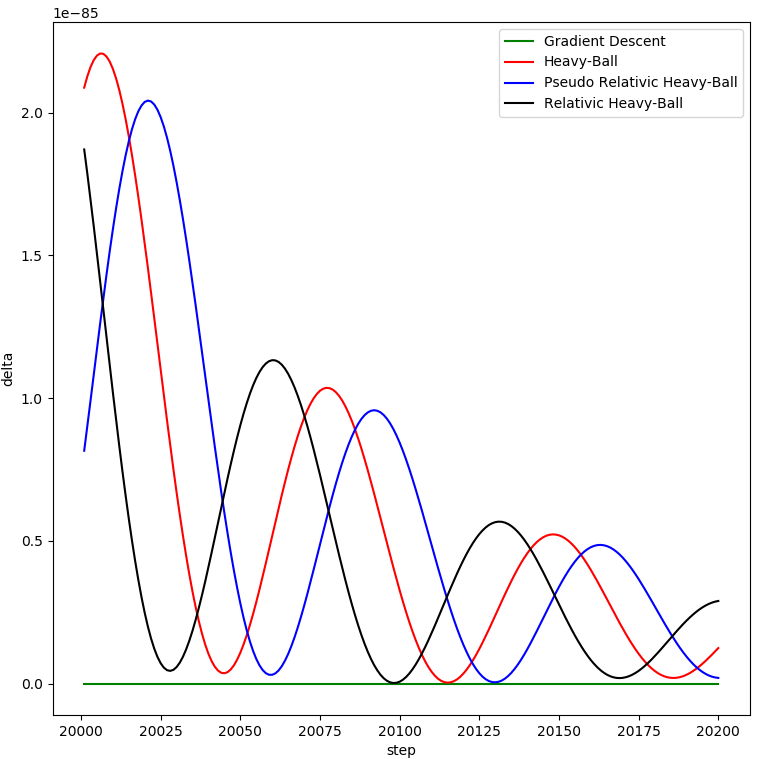 1e−85
Gradient Descent
Heavy-Ball
Pseudo Relativic Heavy-Ball
Relativic Heavy-Ball
2.0
1.5
1.0
0.5
0.0
delta
20000 20025 20050 20075 20100 20125 20150 20175 20200
step